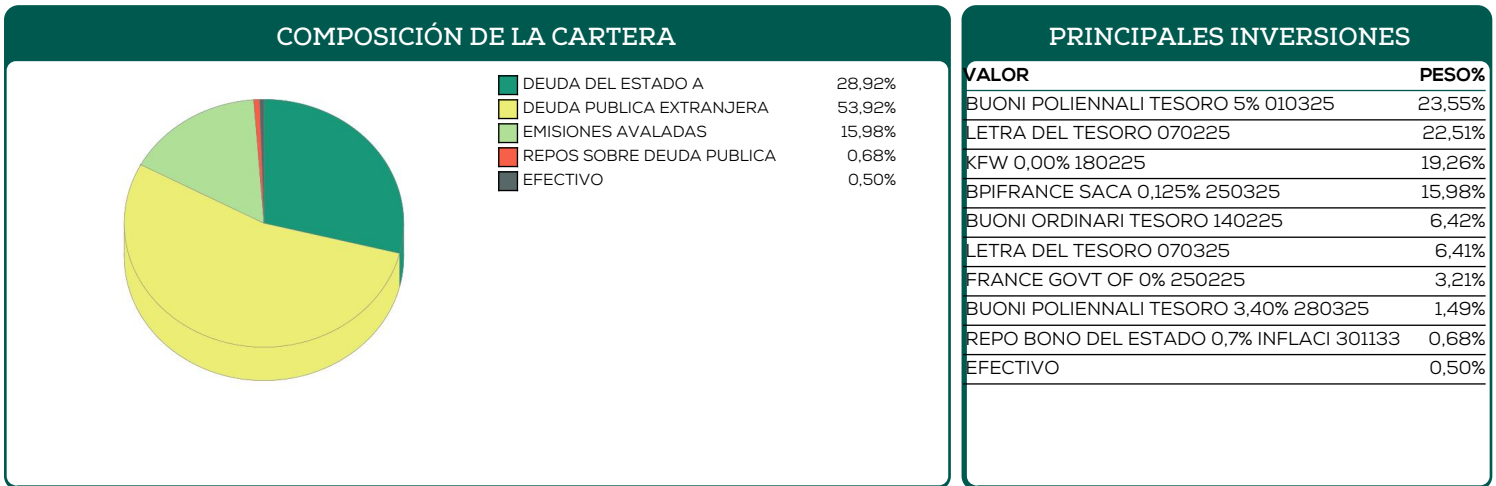 COMPOSICIÓN DE LA CARTERA
DEUDA DEL ESTADO A 28,92%
DEUDA PUBLICA EXTRANJERA 53,92%
EMISIONES AVALADAS 15,98%
REPOS SOBRE DEUDA PUBLICA 0,68%
EFECTIVO 0,50%
PRINCIPALES INVERSIONES
VALOR PESO%
BUONI POLIENNALI TESORO 5% 010325 23,55%
LETRA DEL TESORO 070225 22,51%
KFW 0,00% 180225 19,26%
BPIFRANCE SACA 0,125% 250325 15,98%
BUONI ORDINARI TESORO 140225 6,42%
LETRA DEL TESORO 070325 6,41%
FRANCE GOVT OF 0% 250225 3,21%
BUONI POLIENNALI TESORO 3,40% 280325 1,49%
REPO BONO DEL ESTADO 0,7% INFLACI 301133 0,68%
EFECTIVO 0,50%